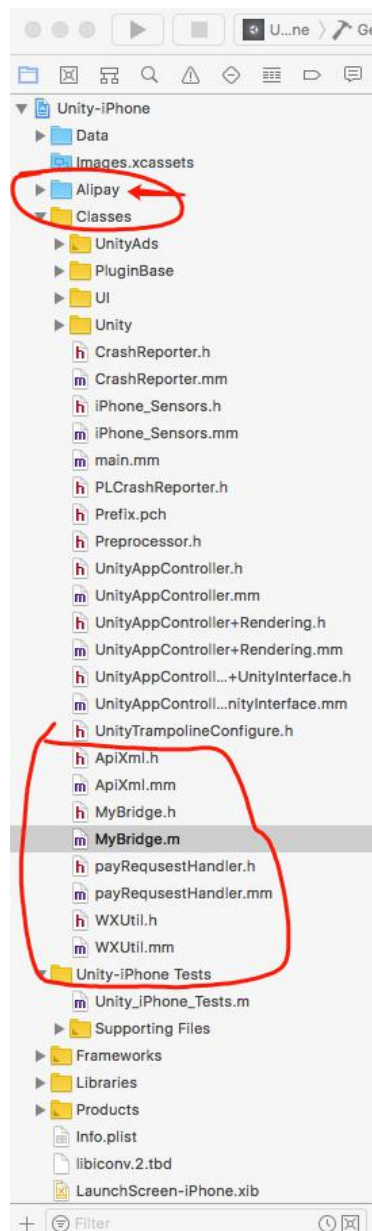 U...ne
Ge
Unity-iPhone
Data
Images.xcassets
Alipay
Classes
UnityAds
PluginBase
UI
Unity
h CrashReporter.h
m CrashReporter.mm
h iPhone_Sensors.h
m iPhone_Sensors.mm
m main.mm
h PLCrashReporter.h
h Prefix.pch
h Preprocessor.h
h UnityAppController.h
m UnityAppController.mm
h UnityAppController+Rendering.h
m UnityAppController+Rendering.mm
h UnityAppControll...+UnityInterface.h
m UnityAppControll...nityInterface.mm
h UnityTrampolineConfigure.h
h ApiXml.h
m ApiXml.mm
h MyBridge.h
m MyBridge.m
h payRequsestHandler.h
m payRequsestHandler.mm
h WXUtil.h
m WXUtil.mm
Unity-iPhone Tests
m Unity_iPhone_Tests.m
Supporting Files
Frameworks
Libraries
Products
Info.plist
libiconv.2.tbd
LaunchScreen-iPhone.xib
Filter